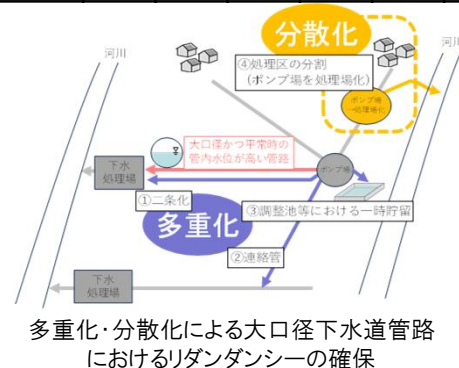 分散化
河川
河川
④処理区の分割
(ポンプ場を処理場化)
ポンプ場
→処理場化
大口径かつ平常時の
管内水位が高い管路
下水
処理場
ポンプ場
①二条化
③調整池等における一時貯留
多重化
②連絡管
下水
処理場
多重化・分散化による大口径下水道管路
におけるリダンダンシーの確保